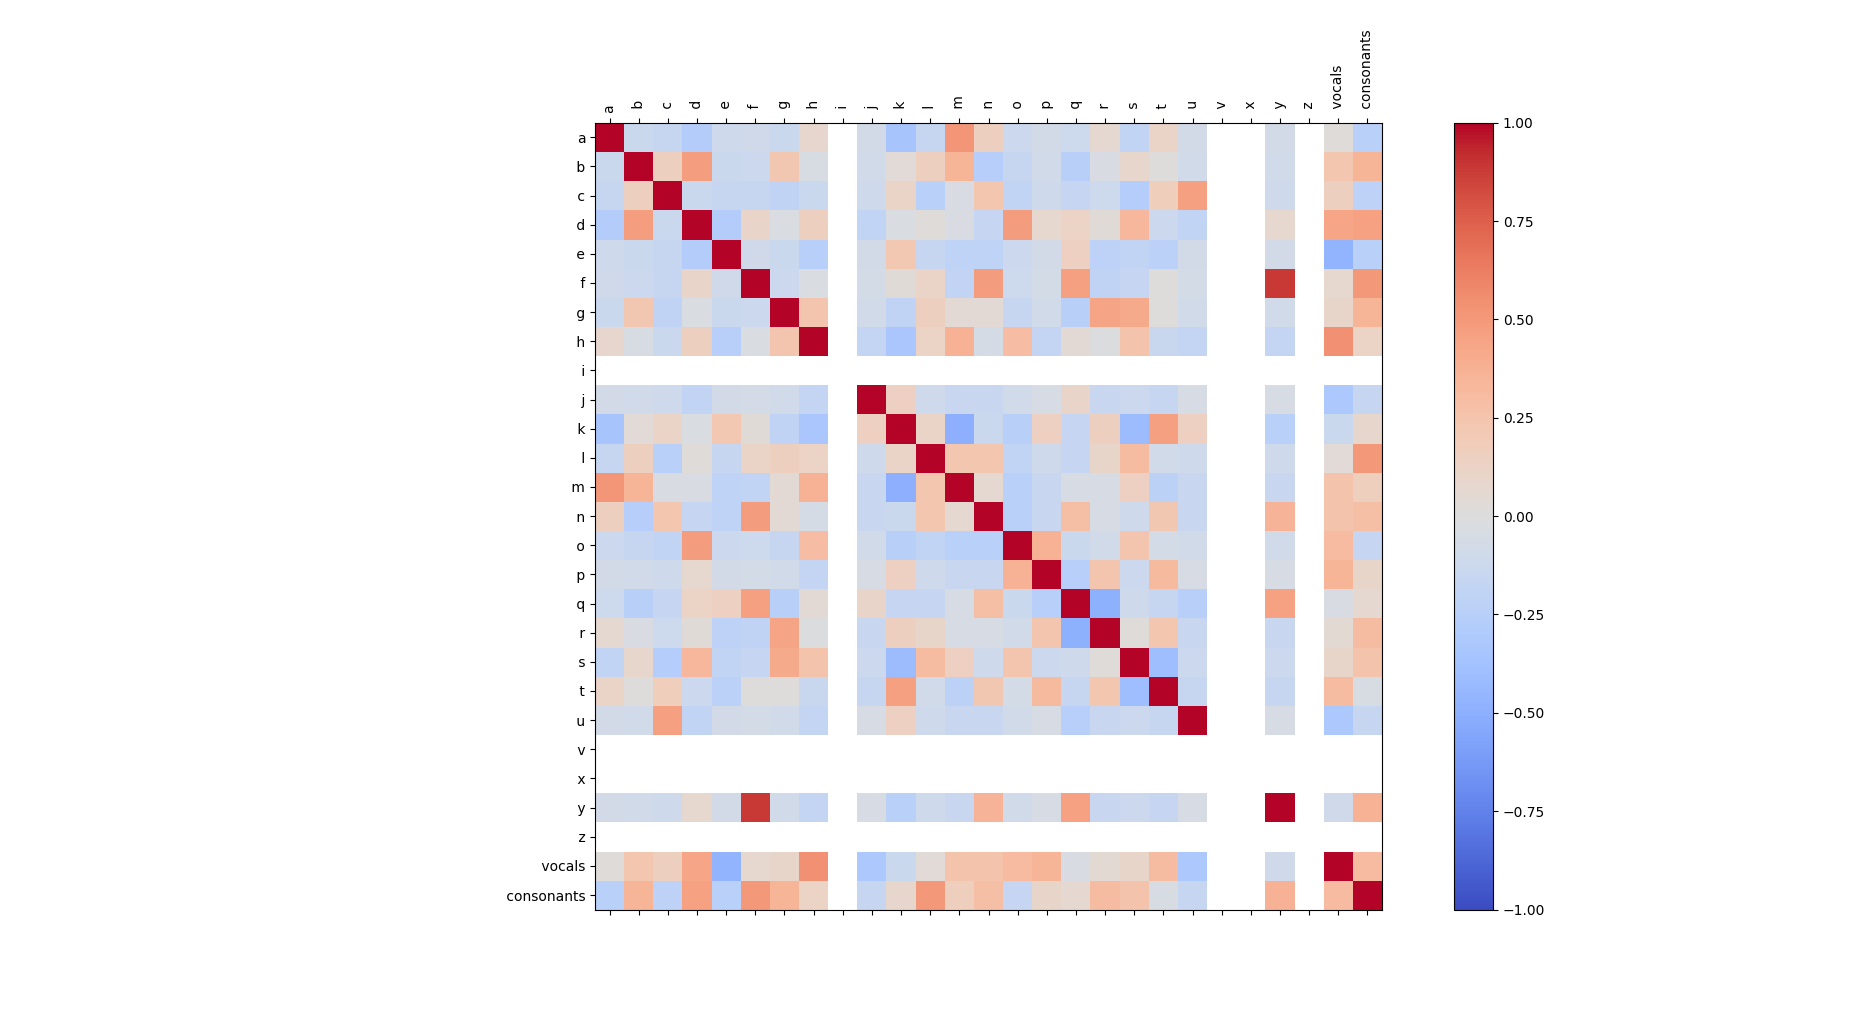 a b c d e f g h i j k l m n o p q r s t u v x y z vocals consonants
a
b
c
d
e
f
g
h
i
j
k
l
m
n
o
p
q
r
s
t
u
v
x
y
z
vocals
consonants
1.00
0.75
0.50
0.25
0.00
−0.25
−0.50
−0.75
−1.00